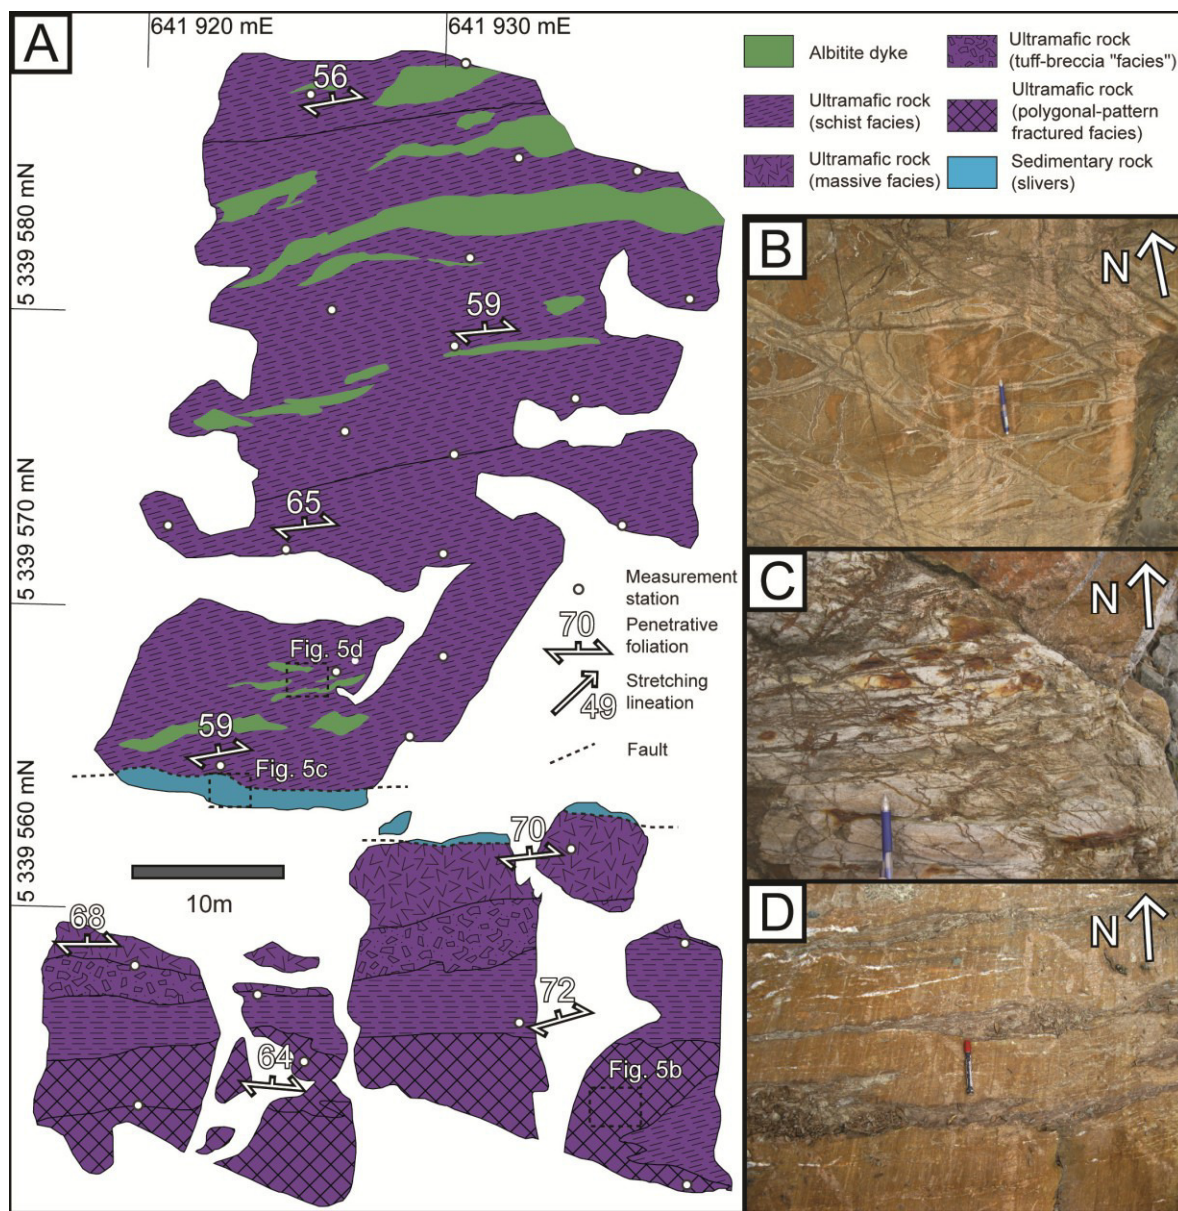 A
641 920 mE
641 930 mE
5 339 580 mN
5 339 570 mN
5 339 560 mN
Albitite dyke
Ultramafic rock
(schist facies)
Ultramafic rock
(massive facies)
Ultramafic rock
(tuff-breccia "facies")
Ultramafic rock
(polygonal-pattern
fractured facies)
Sedimentary rock
(slivers)
56
59
65
Fig. 5d
59
Fig. 5c
70
68
72
64
Fig. 5b
10m
Measurement
station
70
Penetrative
foliation
49
Stretching
lineation
Fault
B
N
C
N
D
N